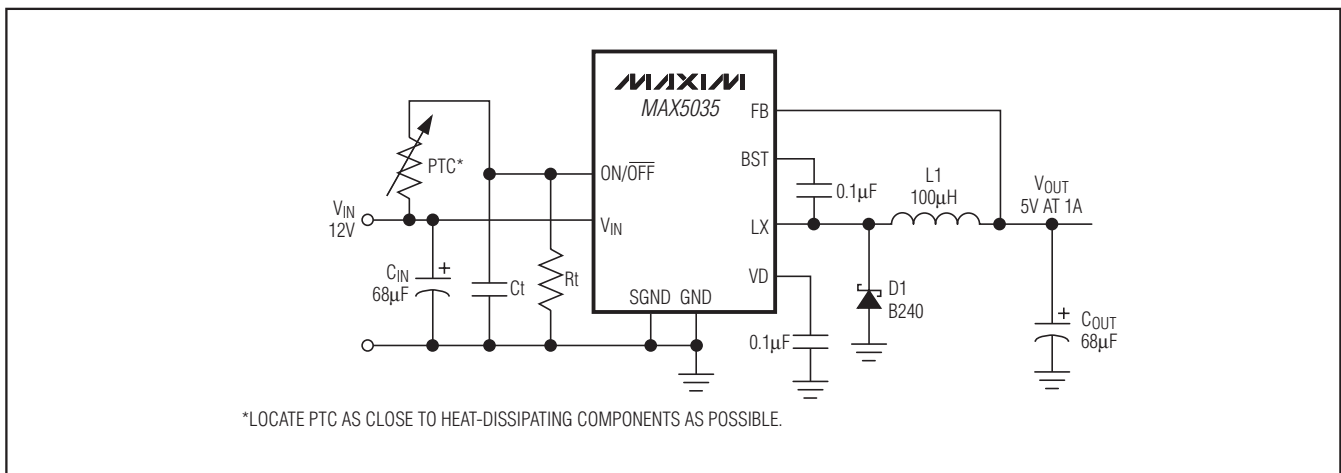 MAXIM
MAX5035
FB
BST
ON/OFF
VIN
LX
VD
SGND GND
PTC*
VIN
12V
CIN
68μF
+
Ct
Rt
0.1μF
L1
100μH
VOUT
5V AT 1A
D1
B240
0.1μF
+
COUT
68μF
*LOCATE PTC AS CLOSE TO HEAT-DISSIPATING COMPONENTS AS POSSIBLE.